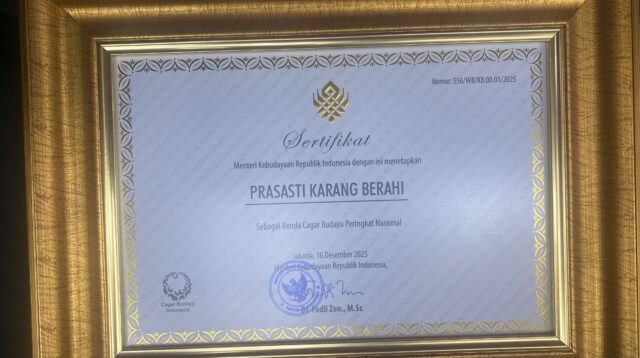 Nomor: 556/WB/KB.00.01/2025
Sertifikat
Menteri Kebudayaan Republik Indonesia dengan ini menetapkan
PRASASTI KARANG BERAHI
Sebagai Benda Cagar Budaya Peringkat Nasional
Jakarta, 16 Desember 2025
Menteri Kebudayaan Republik Indonesia,
Dr. Fadli Zon., M.Sc
Cagar Budaya
Indonesia